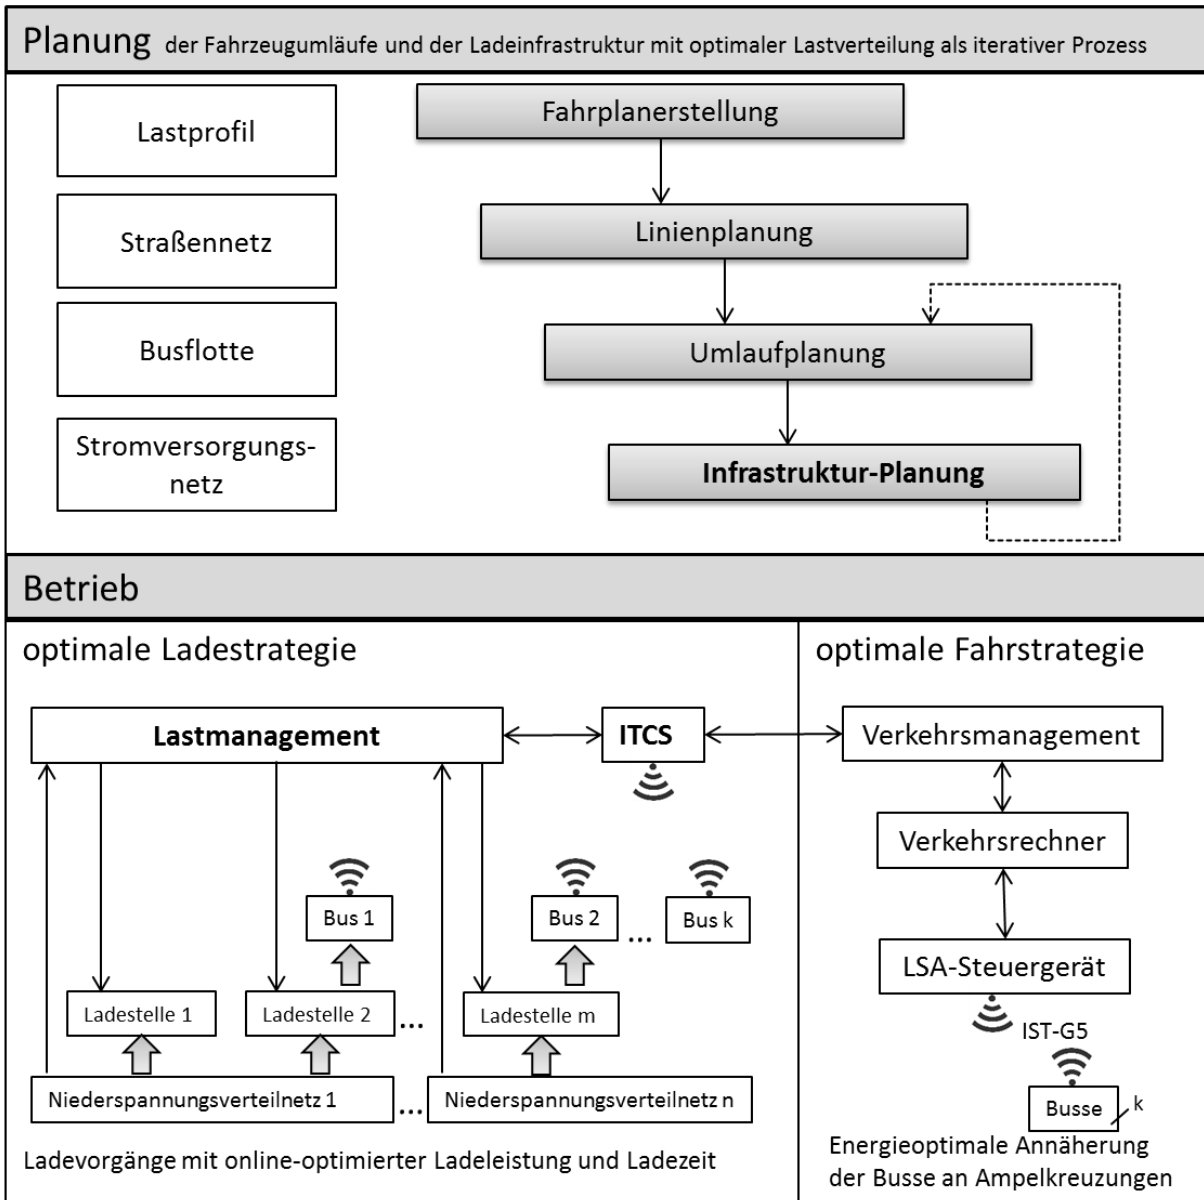 Planung der Fahrzeugumläufe und der Ladeinfrastruktur mit optimaler Lastverteilung als iterativer Prozess
Lastprofil
Straßennetz
Busflotte
Stromversorgungs-
netz
Fahrplanerstellung
Linienplanung
Umlaufplanung
Infrastruktur-Planung
Betrieb
optimale Ladestrategie
Lastmanagement
ITCS
Bus 1
Bus 2
...
Bus k
Ladestelle 1
Ladestelle 2
...
Ladestelle m
Niederspannungsverteilnetz 1
...
Niederspannungsverteilnetz n
Ladevorgänge mit online-optimierter Ladeleistung und Ladezeit
optimale Fahrstrategie
Verkehrsmanagement
Verkehrsrechner
LSA-Steuergerät
IST-G5
Busse
k
Energieoptimale Annäherung
der Busse an Ampelkreuzungen